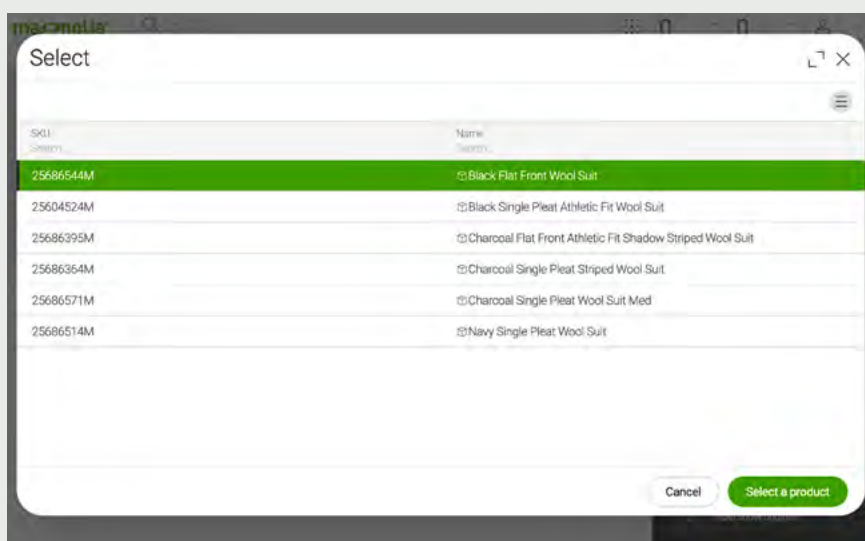 magnolia
Select
SKU Name
Search... Search...
25686544M Black Flat Front Wool Suit
25604524M Black Single Pleat Athletic Fit Wool Suit
25686395M Charcoal Flat Front Athletic Fit Shadow Striped Wool Suit
25686364M Charcoal Single Pleat Striped Wool Suit
25686571M Charcoal Single Pleat Wool Suit Med
25686514M Navy Single Pleat Wool Suit
Cancel Select a product